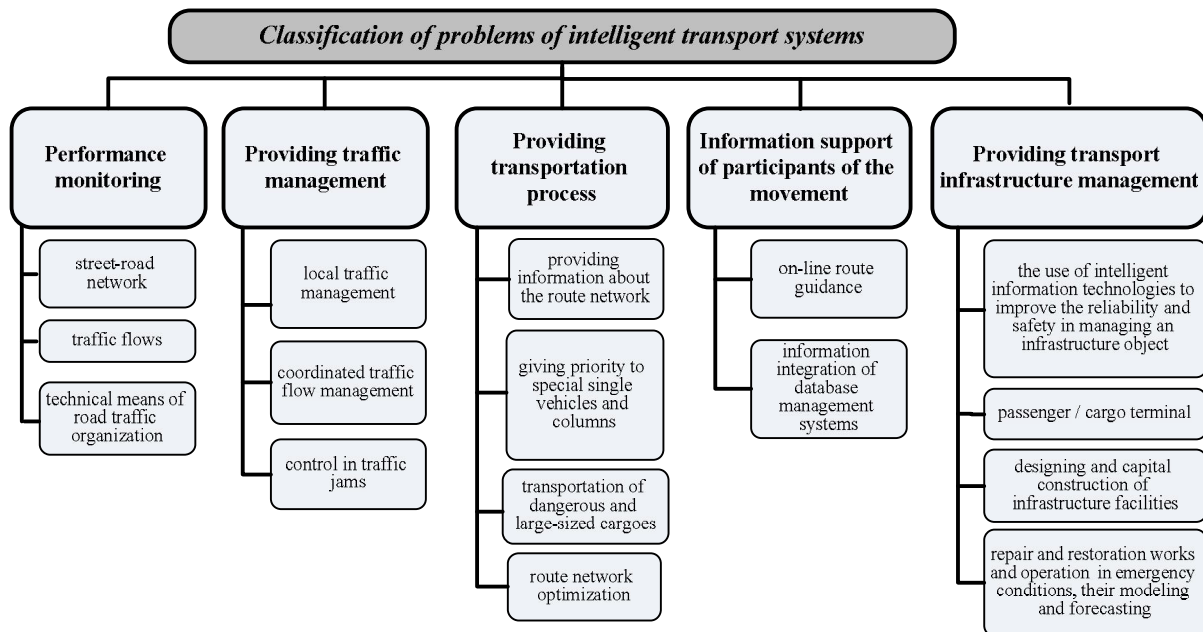 Classification of problems of intelligent transport systems
Performance
monitoring
street-road
network
traffic flows
technical means of
road traffic
organization
Providing traffic
management
local traffic
management
coordinated traffic
flow management
control in traffic
jams
Providing
transportation
process
providing
information about
the route network
giving priority to
special single
vehicles and
columns
transportation of
dangerous and
large-sized cargoes
route network
optimization
Information support
of participants of the
movement
on-line route
guidance
information
integration of
database
management
systems
Providing transport
infrastructure management
the use of intelligent
information technologies to
improve the reliability and
safety in managing an
infrastructure object
passenger / cargo terminal
designing and capital
construction of
infrastructure facilities
repair and restoration works
and operation in emergency
conditions, their modeling
and forecasting